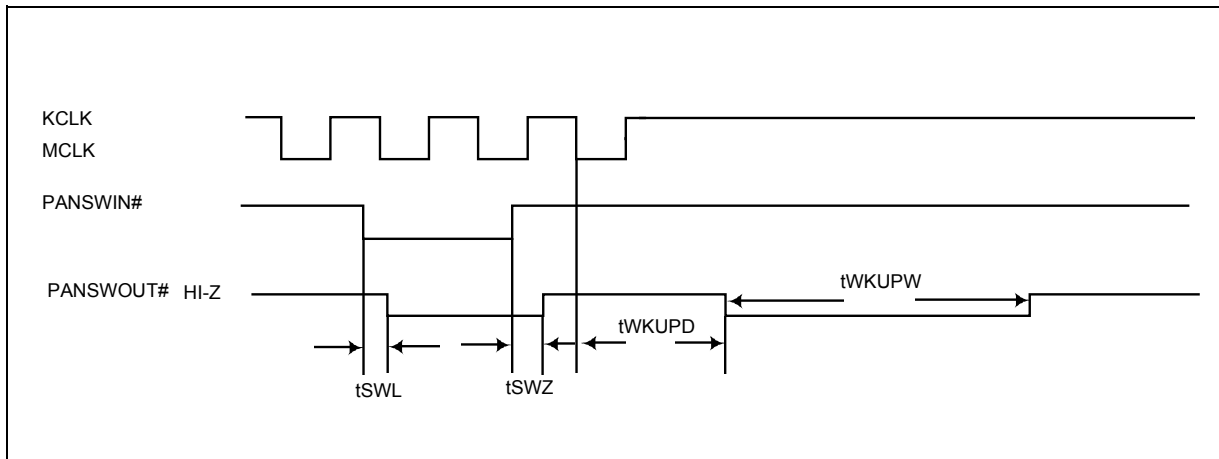 KCLK
MCLK
PANSWIN#
PANSWOUT# HI-Z
tWKUPW
tWKUPD
tSWL
tSWZ